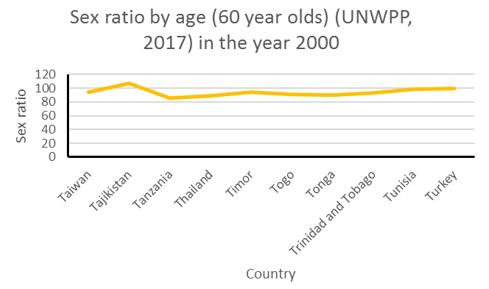 Sex ratio by age (60 year olds) (UNWPP,
2017) in the year 2000
120
100
80
60
40
20
0
Sex ratio
Taiwan
Tajikistan
Tanzania
Thailand
Timor
Togo
Tonga
Trinidad and Tobago
Tunisia
Turkey
Country